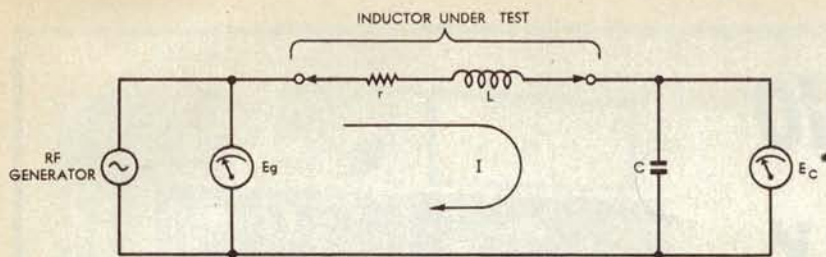 INDUCTOR UNDER TEST
r
L
RF
GENERATOR
Eg
I
C
Ec